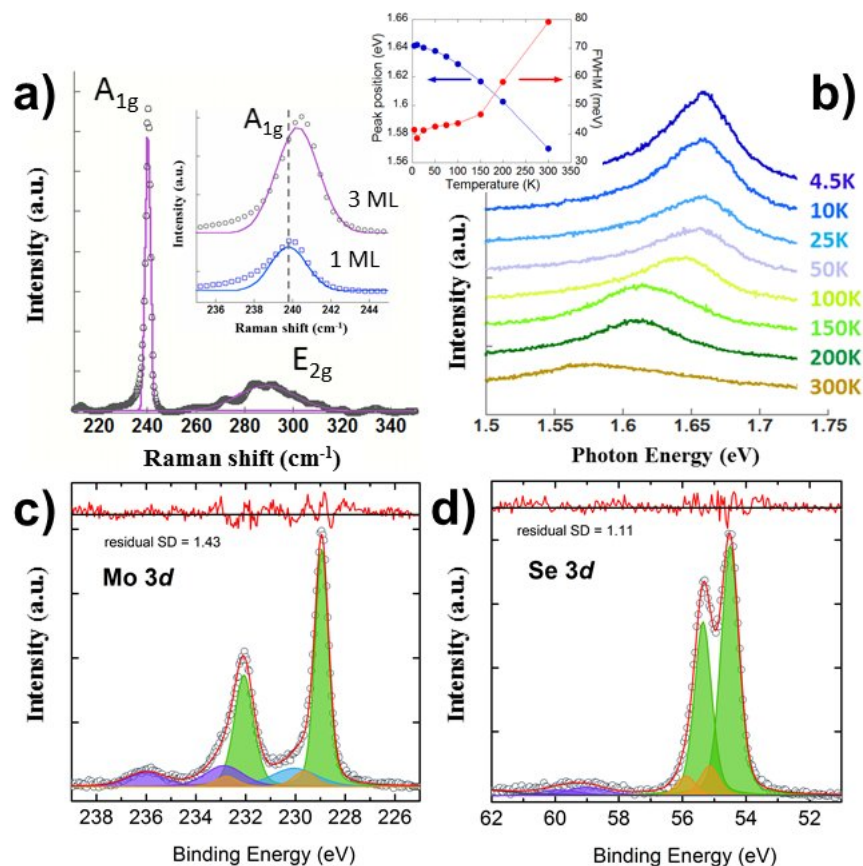 a)
A1g
A1g
3 ML
1 ML
Intensity (a.u.)
235 238 240 242 244
Raman shift (cm-1)
E2g
Intensity (a.u.)
220 240 260 280 300 320 340
Raman shift (cm-1)
1.66
1.64
1.62
1.6
1.58
1.56
Peak position (eV)
80
70
60
50
40
30
FWHM (meV)
0 50 100 150 200 250 300 350
Temperature (K)
b)
4.5K
10K
25K
50K
100K
150K
200K
300K
Intensity (a.u.)
1.5 1.55 1.6 1.65 1.7 1.75
Photon Energy (eV)
c)
residual SD = 1.43
Mo 3d
Intensity (a.u.)
238 236 234 232 230 228 226
Binding Energy (eV)
d)
residual SD = 1.11
Se 3d
Intensity (a.u.)
62 60 58 56 54 52
Binding Energy (eV)